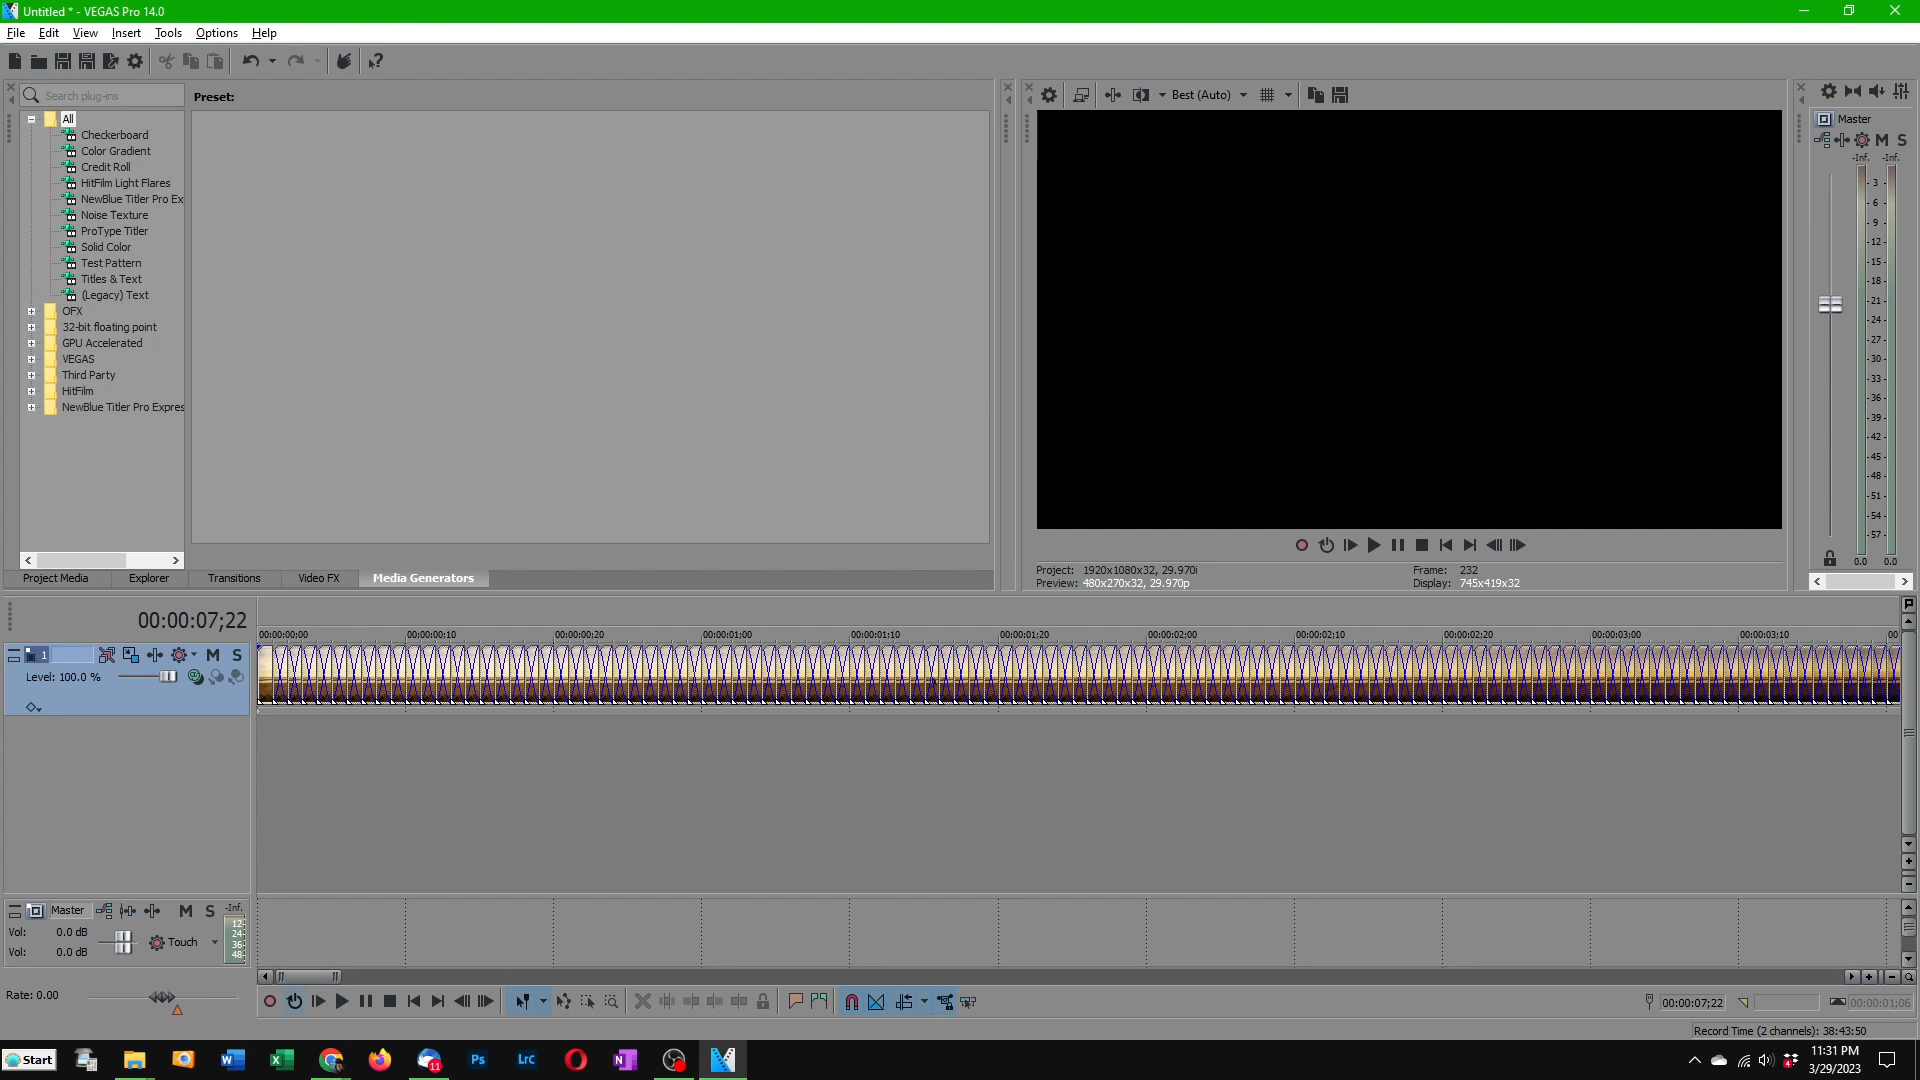 Untitled * - VEGAS Pro 14.0
File Edit View Insert Tools Options Help
Search plug-ins
Preset:
All
Checkerboard
Color Gradient
Credit Roll
HitFilm Light Flares
NewBlue Titler Pro Ex
Noise Texture
ProType Titler
Solid Color
Test Pattern
Titles & Text
(Legacy) Text
OFX
32-bit floating point
GPU Accelerated
VEGAS
Third Party
HitFilm
NewBlue Titler Pro Expres
Project Media Explorer Transitions Video FX Media Generators
Best (Auto)
Project: 1920x1080x32, 29.970i Frame: 232
Preview: 480x270x32, 29.970p Display: 745x419x32
Master
M S
-Inf. -Inf.
3
6
9
12
15
18
21
24
27
30
33
36
39
42
45
48
51
54
57
0.0 0.0
00:00:07;22
00:00:00;00 00:00:00;10 00:00:00;20 00:00:01;00 00:00:01;10 00:00:01;20 00:00:02;00 00:00:02;10 00:00:02;20 00:00:03;00 00:00:03;10 00
1 M S
Level: 100.0 %
Master M S -Inf.
Vol: 0.0 dB
Vol: 0.0 dB
Touch
12
24
36
48
Rate: 0.00
00:00:07;22 00:00:01;06
Record Time (2 channels): 38:43:50
Start
W X 11 Ps Lrc N
11:31 PM
3/29/2023